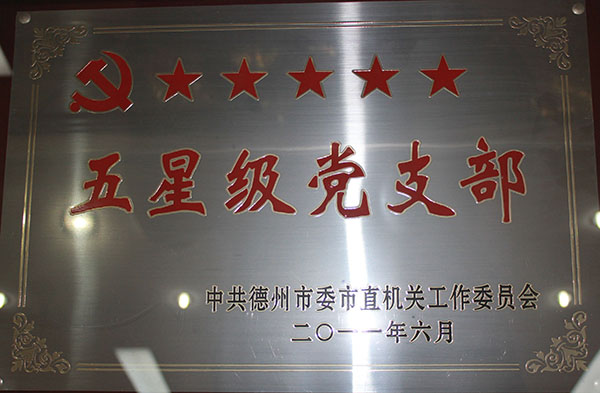 五星级党支部
中共德州市委市直机关工作委员会
二〇一一年六月